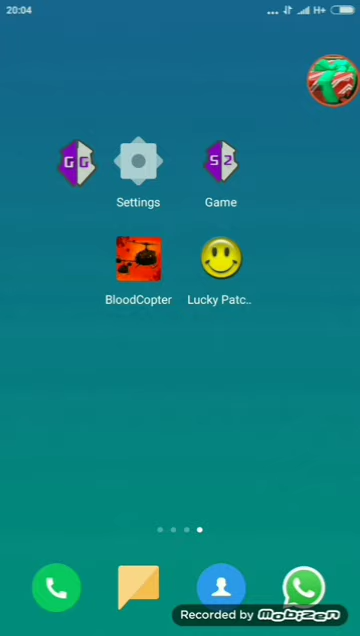 20:04
... H+
GG
S2
Settings
Game
BloodCopter
Lucky Patc..
Recorded by Mobizen